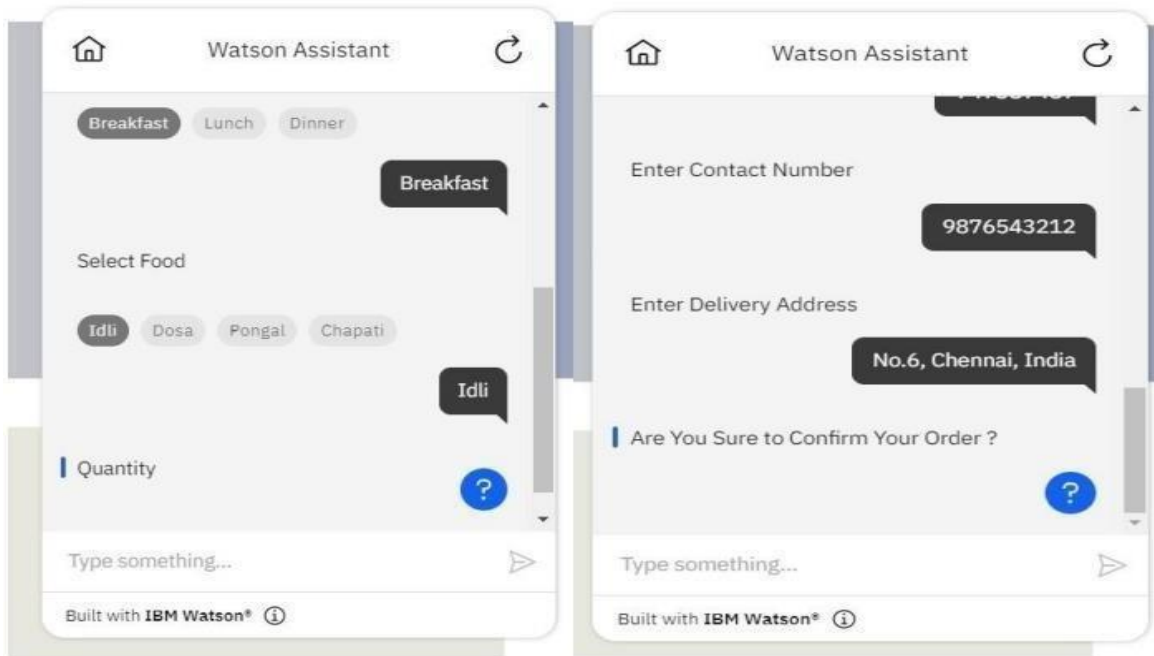 Watson Assistant
Breakfast Lunch Dinner
Breakfast
Select Food
Idli Dosa Pongal Chapati
Idli
Quantity
?
Type something...
Built with IBM Watson®
Watson Assistant
Enter Contact Number
9876543212
Enter Delivery Address
No.6, Chennai, India
Are You Sure to Confirm Your Order ?
?
Type something...
Built with IBM Watson®